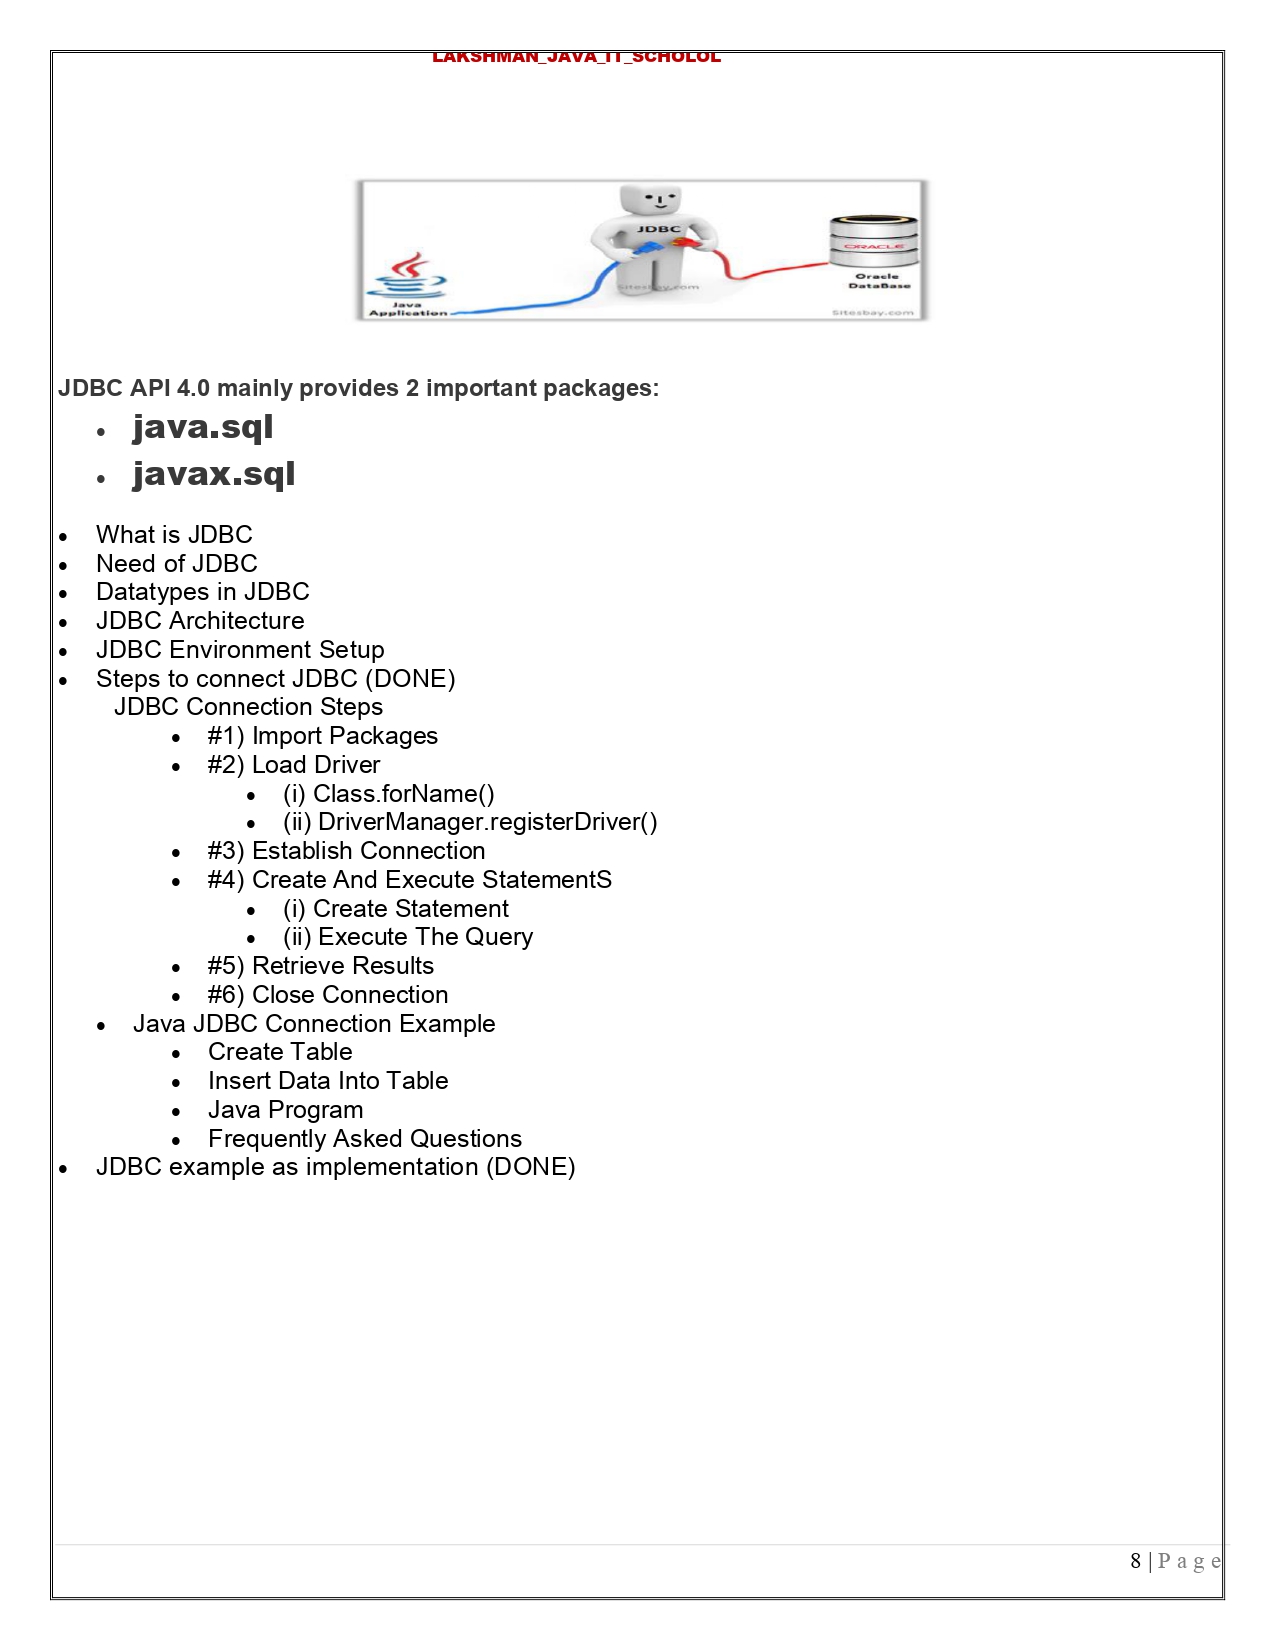 LAKSHMAN_JAVA_IT_SCHOLOL
JDBC
ORACLE
Oracle
DataBase
Java
Application
Sitesbay.com
Sitesbay.com
JDBC API 4.0 mainly provides 2 important packages:
• java.sql
• javax.sql
• What is JDBC
• Need of JDBC
• Datatypes in JDBC
• JDBC Architecture
• JDBC Environment Setup
• Steps to connect JDBC (DONE)
JDBC Connection Steps
• #1) Import Packages
• #2) Load Driver
• (i) Class.forName()
• (ii) DriverManager.registerDriver()
• #3) Establish Connection
• #4) Create And Execute StatementS
• (i) Create Statement
• (ii) Execute The Query
• #5) Retrieve Results
• #6) Close Connection
• Java JDBC Connection Example
• Create Table
• Insert Data Into Table
• Java Program
• Frequently Asked Questions
• JDBC example as implementation (DONE)
8 | P a g e